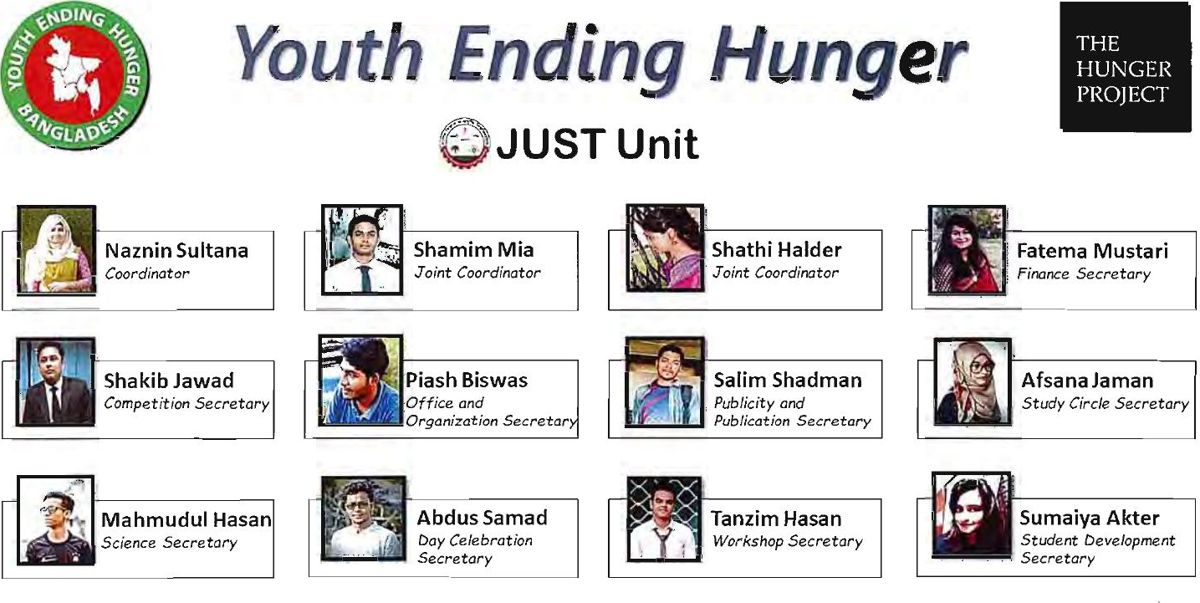 YOUTH ENDING HUNGER
BANGLADESH
Youth Ending Hunger
THE
HUNGER
PROJECT
JUST Unit
Naznin Sultana
Coordinator
Shamim Mia
Joint Coordinator
Shathi Halder
Joint Coordinator
Fatema Mustari
Finance Secretary
Shakib Jawad
Competition Secretary
Piash Biswas
Office and
Organization Secretary
Salim Shadman
Publicity and
Publication Secretary
Afsana Jaman
Study Circle Secretary
Mahmudul Hasan
Science Secretary
Abdus Samad
Day Celebration
Secretary
Tanzim Hasan
Workshop Secretary
Sumaiya Akter
Student Development
Secretary